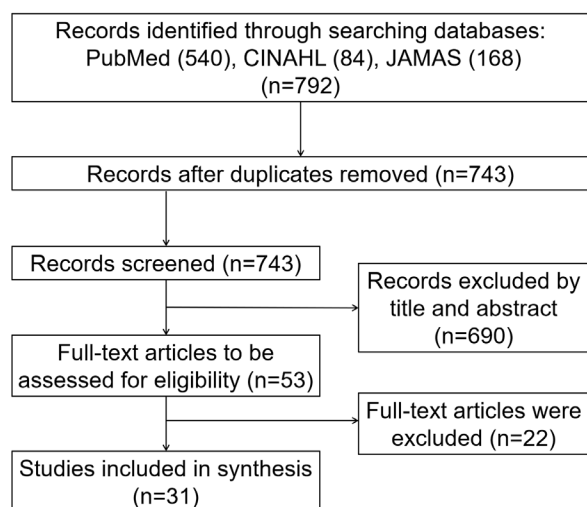 Records identified through searching databases:
PubMed (540), CINAHL (84), JAMAS (168)
(n=792)
Records after duplicates removed (n=743)
Records screened (n=743)
Records excluded by
title and abstract
(n=690)
Full-text articles to be
assessed for eligibility (n=53)
Full-text articles were
excluded (n=22)
Studies included in synthesis
(n=31)